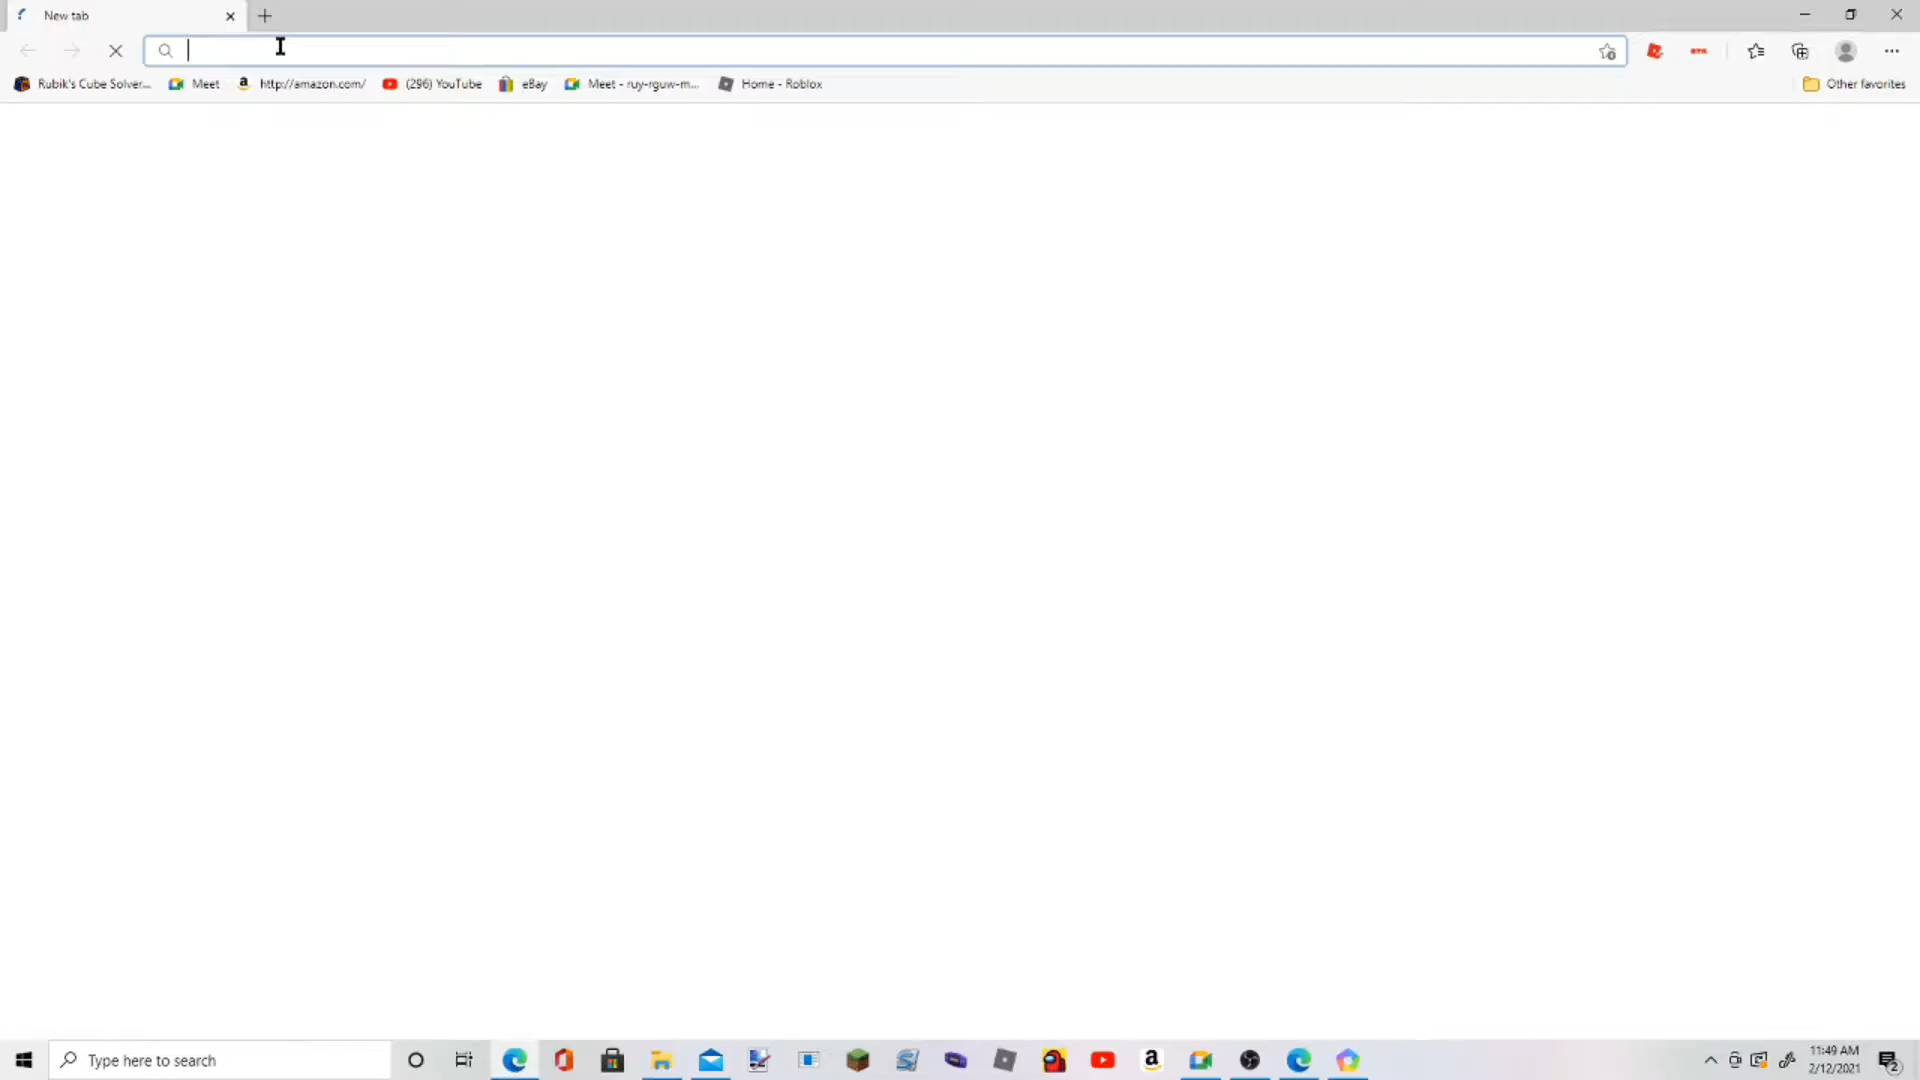 New tab
Rubik's Cube Solver...
Meet
http://amazon.com/
(296) YouTube
eBay
Meet - ruy-rguw-m...
Home - Roblox
Other favorites
Type here to search
11:49 AM
2/12/2021
2